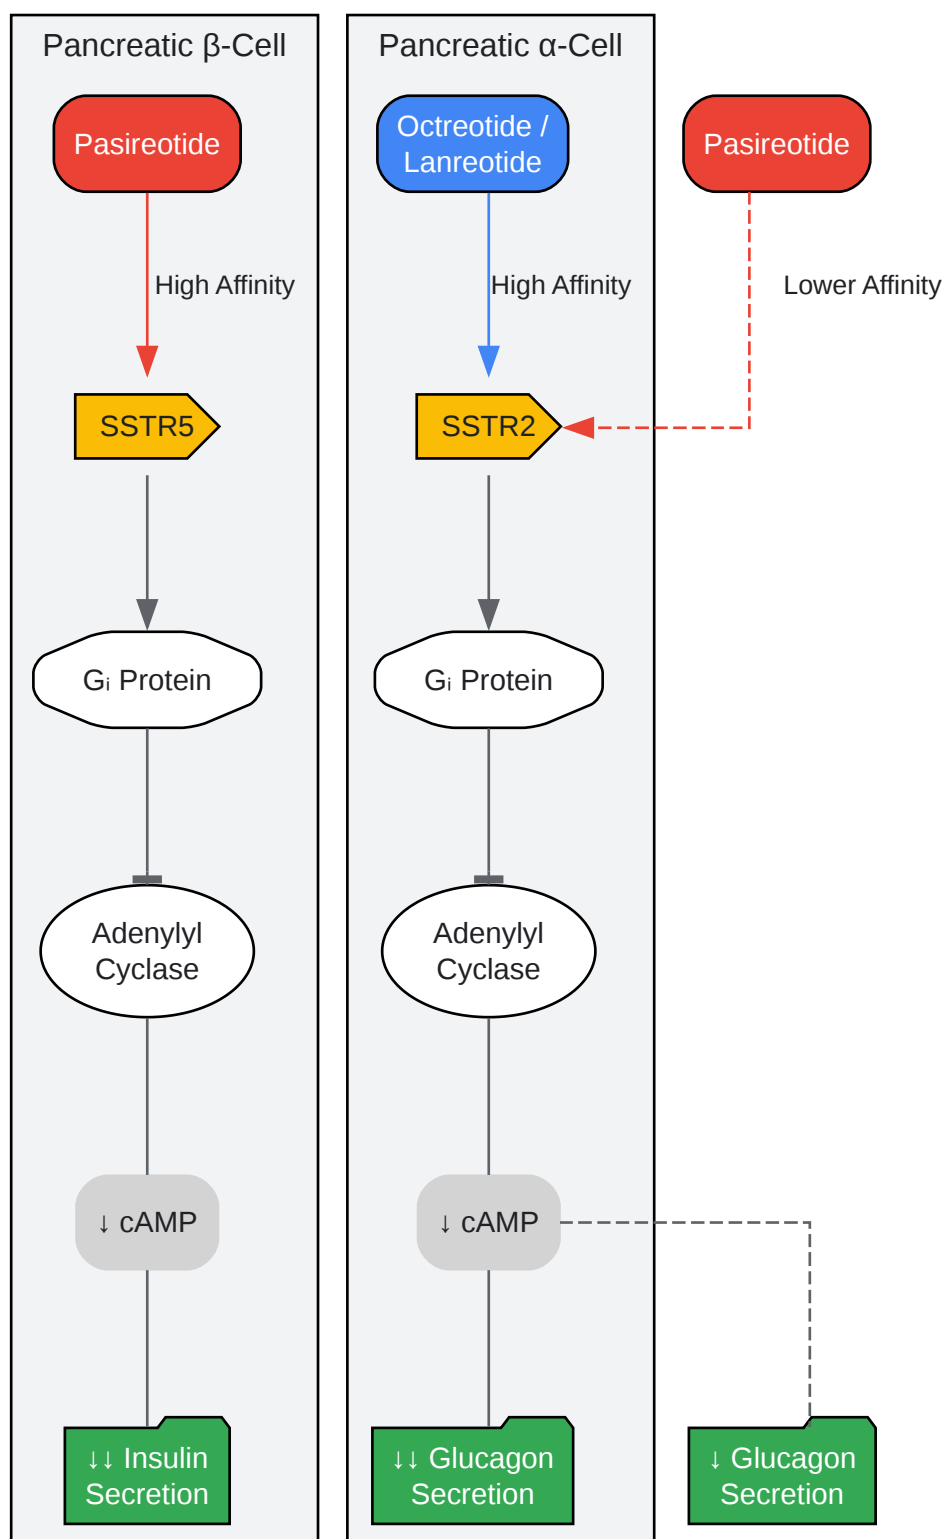 Pancreatic β-Cell
Pancreatic α-Cell
Pasireotide
Octreotide /
Lanreotide
Pasireotide
High Affinity
High Affinity
Lower Affinity
SSTR5
SSTR2
Gᵢ Protein
Gᵢ Protein
Adenylyl
Cyclase
Adenylyl
Cyclase
↓ cAMP
↓ cAMP
↓↓ Insulin
Secretion
↓↓ Glucagon
Secretion
↓ Glucagon
Secretion